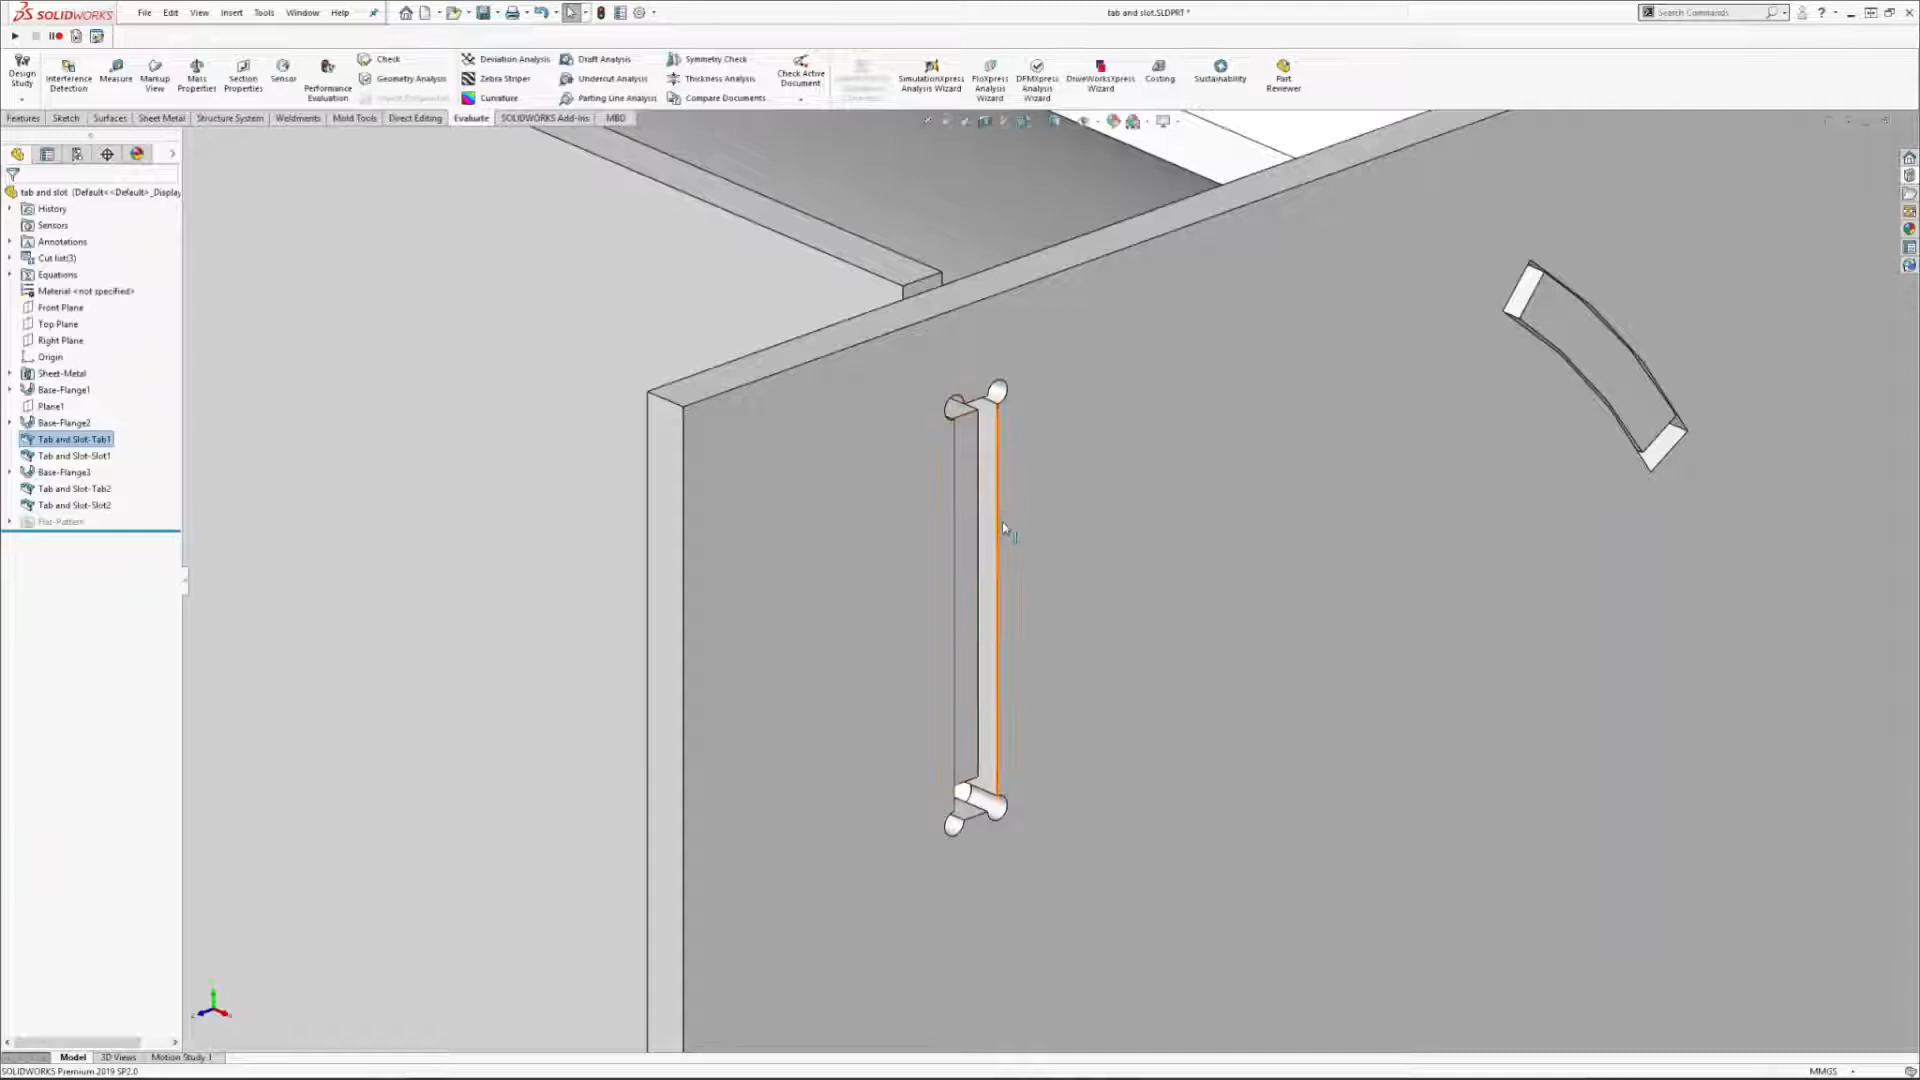 SOLIDWORKS File Edit View Insert Tools Window Help tab and slot.SLDPRT * Search Commands
Design Study
Interference Detection
Measure
Markup View
Mass Properties
Section Properties
Sensor
Performance Evaluation
Check
Geometry Analysis
Deviation Analysis
Zebra Striper
Curvature
Draft Analysis
Undercut Analysis
Parting Line Analysis
Symmetry Check
Thickness Analysis
Compare Documents
Check Active Document
SimulationXpress Analysis Wizard
FloXpress Analysis Wizard
DFMXpress Analysis Wizard
DriveWorksXpress Wizard
Costing
Sustainability
Part Reviewer
Features Sketch Surfaces Sheet Metal Structure System Weldments Mold Tools Direct Editing Evaluate SOLIDWORKS Add-Ins MBD
tab and slot (Default<<Default>_Display
History
Sensors
Annotations
Cut list(3)
Equations
Material <not specified>
Front Plane
Top Plane
Right Plane
Origin
Sheet-Metal
Base-Flange1
Plane1
Base-Flange2
Tab and Slot-Tab1
Tab and Slot-Slot1
Base-Flange3
Tab and Slot-Tab2
Tab and Slot-Slot2
Flat-Pattern
Model 3D Views Motion Study 1
SOLIDWORKS Premium 2019 SP2.0 MMGS